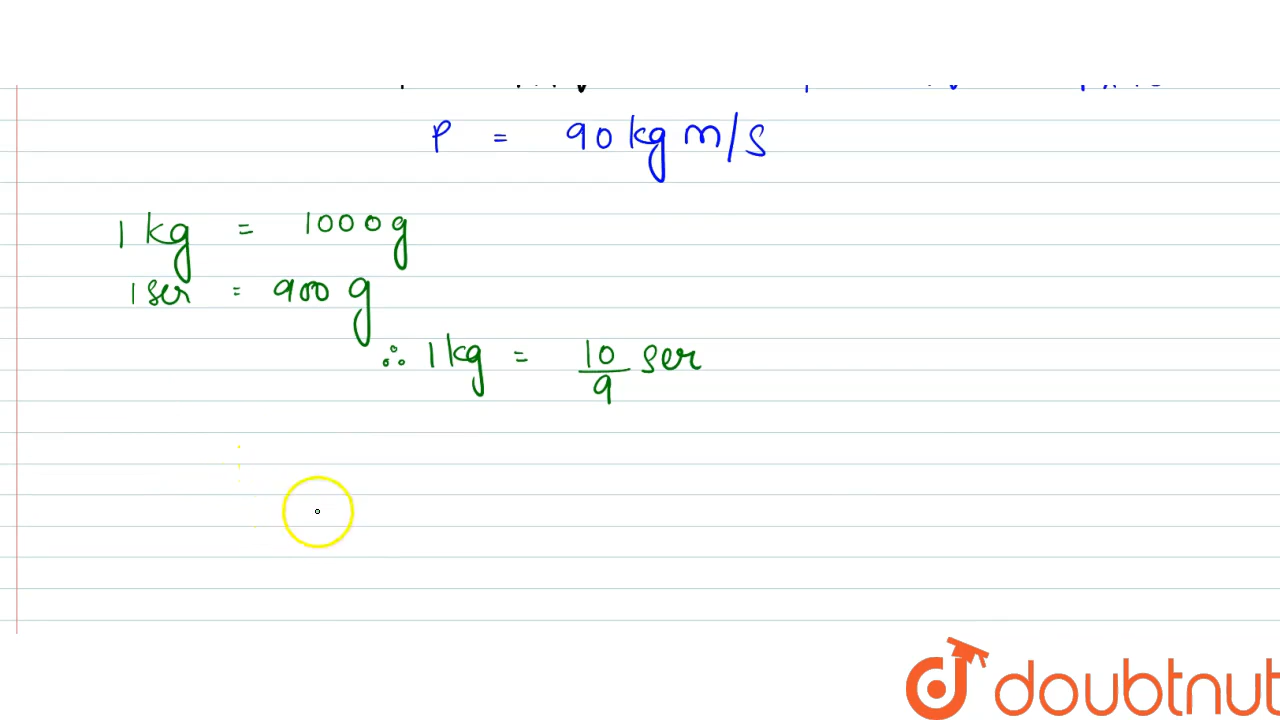 P = 90 kg m/s
1 kg = 1000 g
1 ser = 900 g
∴ 1 kg = 10/9 ser
doubtnut